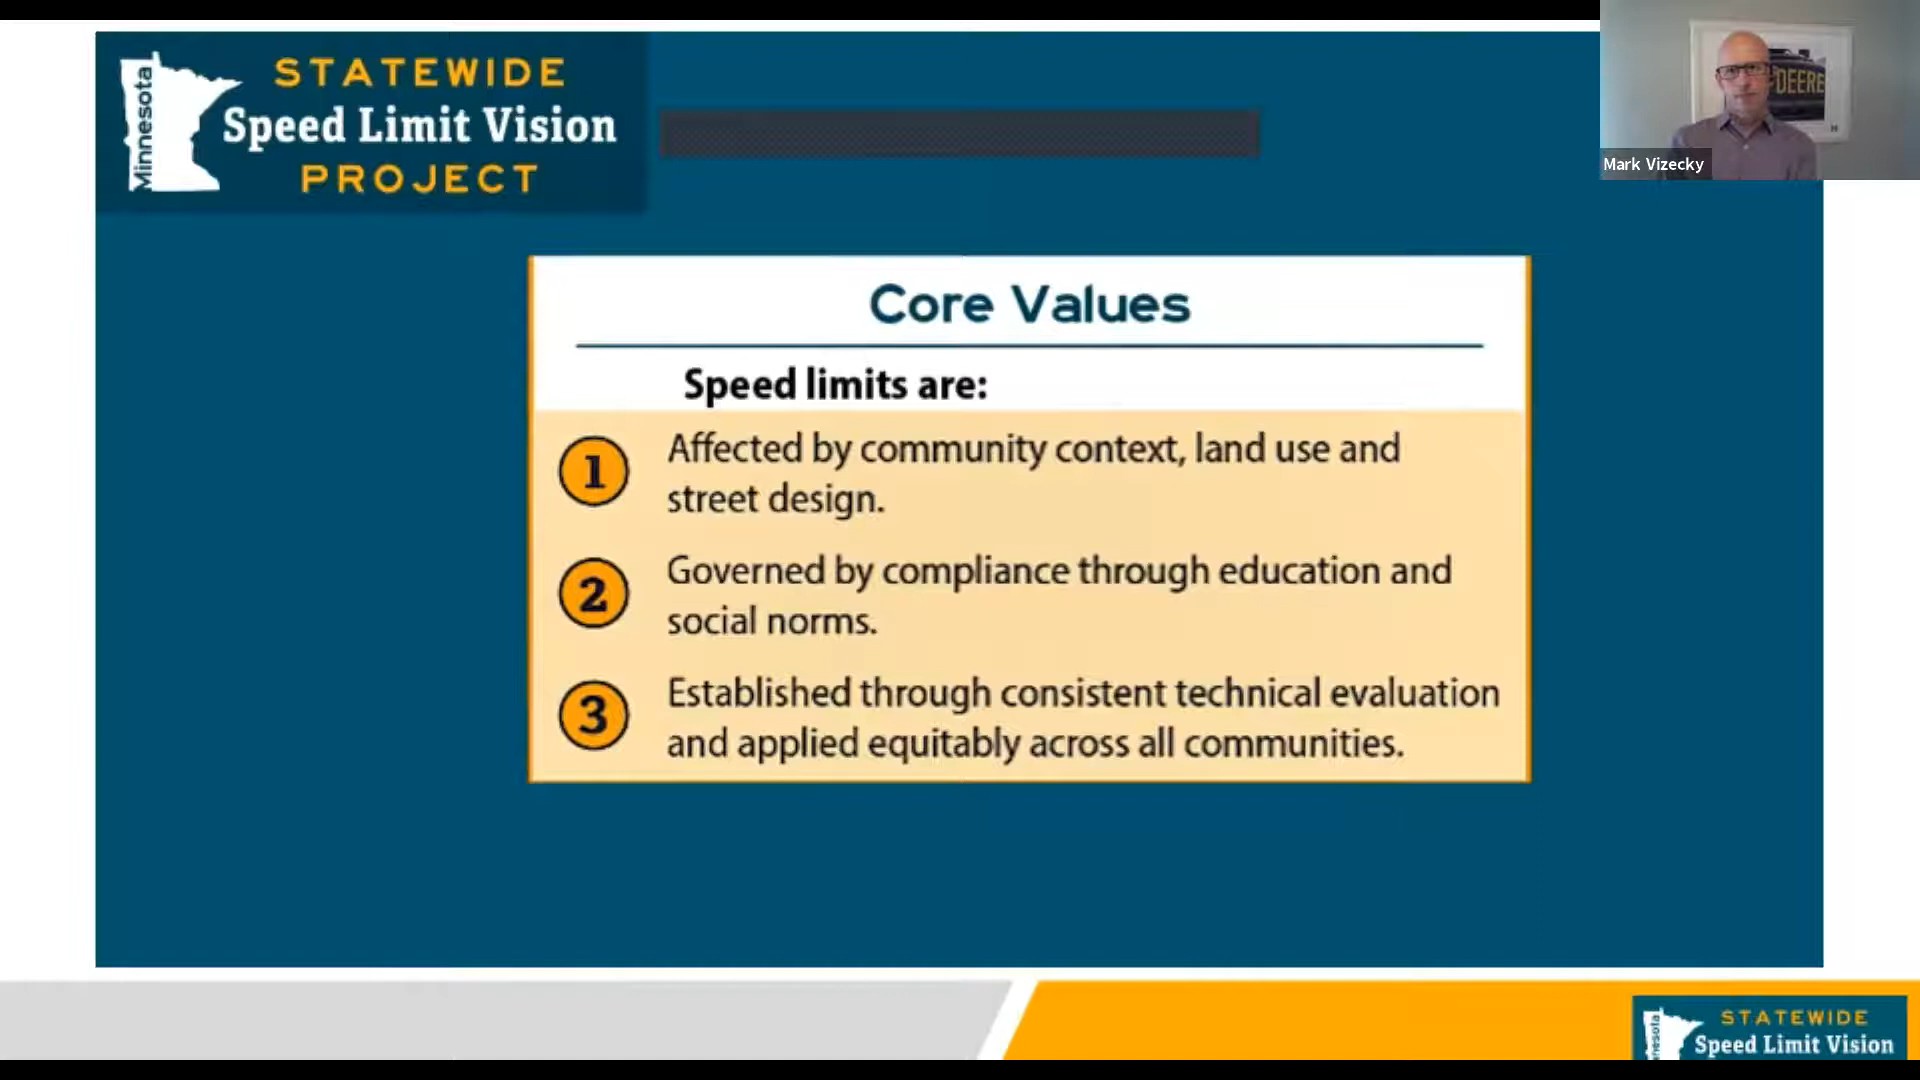 Minnesota
STATEWIDE
Speed Limit Vision
PROJECT
DEERE
Mark Vizecky
Core Values
Speed limits are:
1 Affected by community context, land use and
street design.
2 Governed by compliance through education and
social norms.
3 Established through consistent technical evaluation
and applied equitably across all communities.
STATEWIDE
Speed Limit Vision